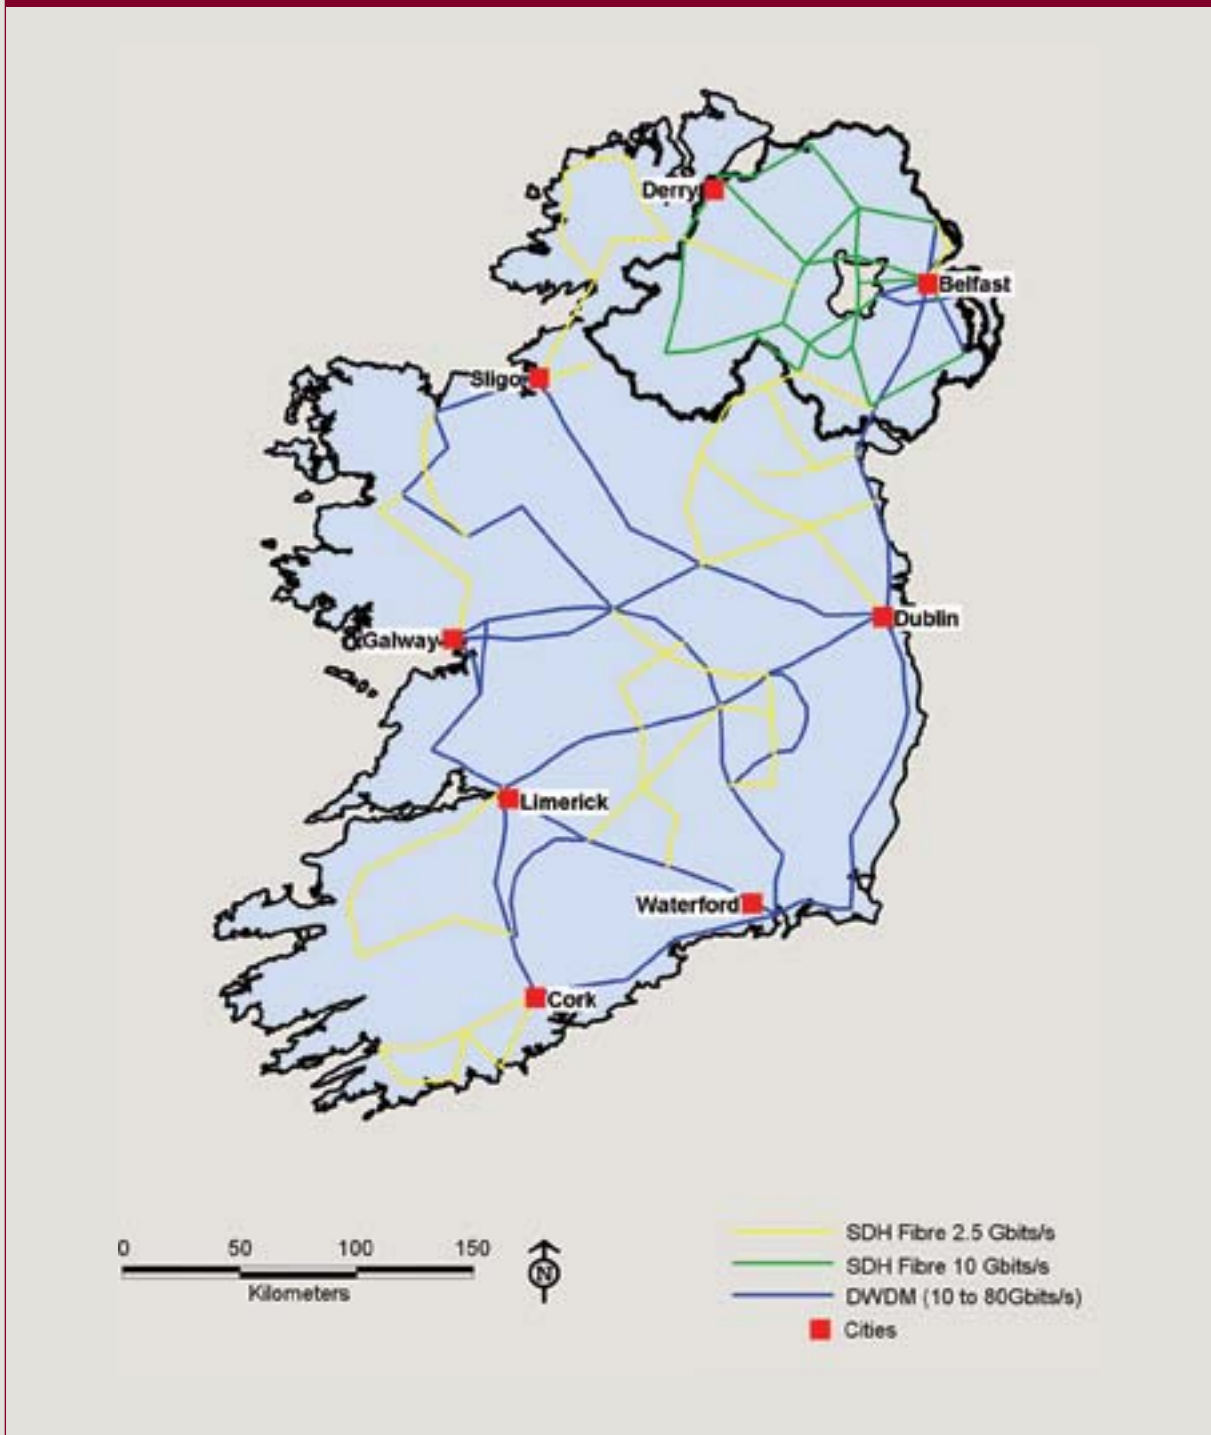 Derry
Belfast
Sligo
Dublin
Galway
Limerick
Waterford
Cork
0 50 100 150
Kilometers
N
SDH Fibre 2.5 Gbits/s
SDH Fibre 10 Gbits/s
DWDM (10 to 80Gbits/s)
Cities